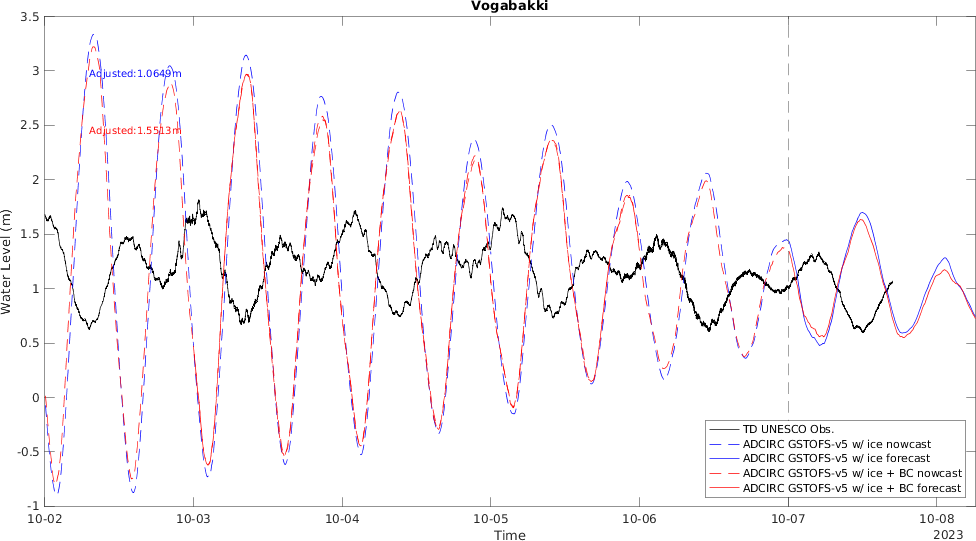 Vogabakki
3.5
3
2.5
2
1.5
1
0.5
0
-0.5
-1
Water Level (m)
Adjusted:1.0649m
Adjusted:1.5513m
TD UNESCO Obs.
ADCIRC GSTOFS-v5 w/ ice nowcast
ADCIRC GSTOFS-v5 w/ ice forecast
ADCIRC GSTOFS-v5 w/ ice + BC nowcast
ADCIRC GSTOFS-v5 w/ ice + BC forecast
10-02 10-03 10-04 10-05 10-06 10-07 10-08
Time
2023